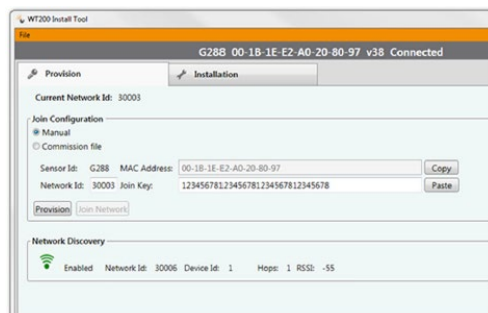 WT200 Install Tool
File
G28B 00-1B-1E-E2-A0-20-80-97 v38 Connected
Provision Installation
Current Network Id: 30003
Join Configuration
Manual
Commission file
Sensor Id: G288 MAC Address: 00-1B-1E-E2-A0-20-80-97 Copy
Network Id: 30003 Join Key: 12345678123456781234567812345678 Paste
Provision Join Network
Network Discovery
Enabled Network Id: 30006 Device Id: 1 Hops: 1 RSSI: -55